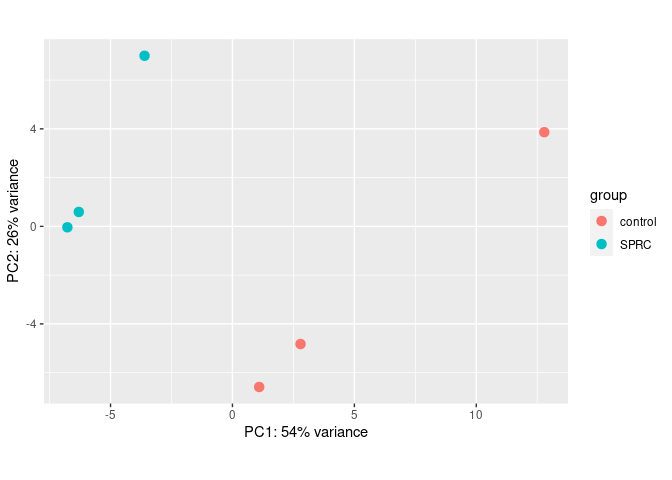 4
0
-4
-5
0
5
10
PC1: 54% variance
PC2: 26% variance
group
control
SPRC